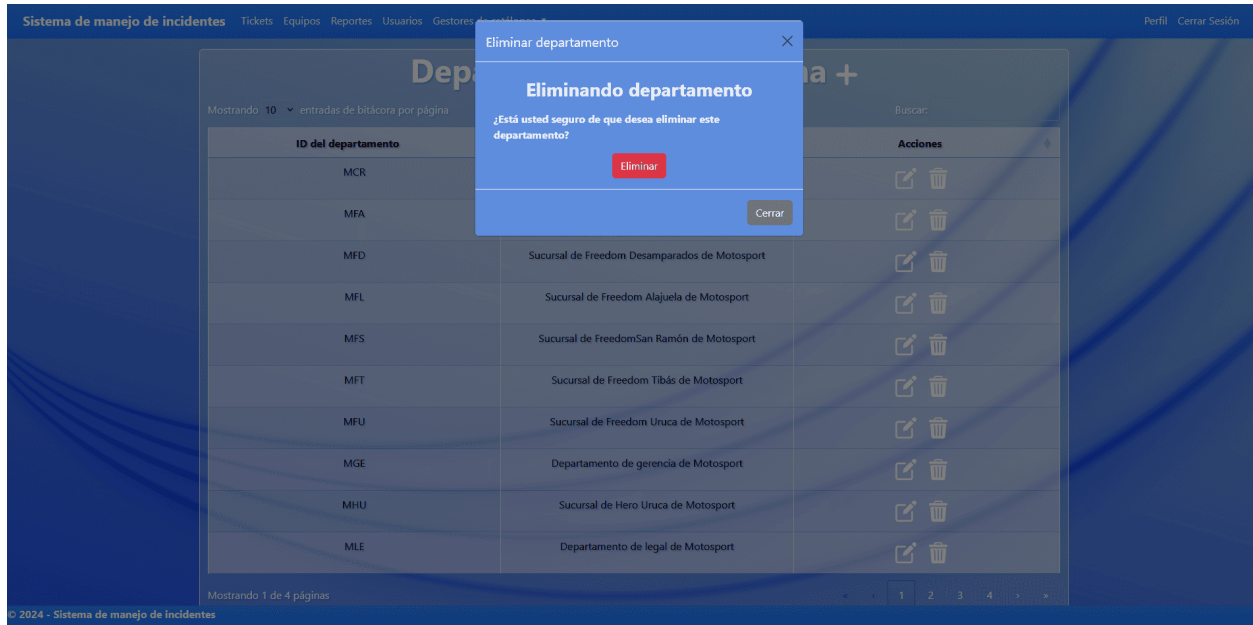 Sistema de manejo de incidentes Tickets Equipos Reportes Usuarios Gestores
Perfil Cerrar Sesión
Eliminar departamento
Eliminando departamento
¿Está usted seguro de que desea eliminar este
departamento?
Eliminar
Cerrar
Mostrando 10 entradas de bitácora por página
Buscar:
ID del departamento Acciones
MCR
MFA
MFD Sucursal de Freedom Desamparados de Motosport
MFL Sucursal de Freedom Alajuela de Motosport
MFS Sucursal de FreedomSan Ramón de Motosport
MFT Sucursal de Freedom Tibás de Motosport
MFU Sucursal de Freedom Uruca de Motosport
MGE Departamento de gerencia de Motosport
MHU Sucursal de Hero Uruca de Motosport
MLE Departamento de legal de Motosport
Mostrando 1 de 4 páginas
« ‹ 1 2 3 4 › »
© 2024 - Sistema de manejo de incidentes